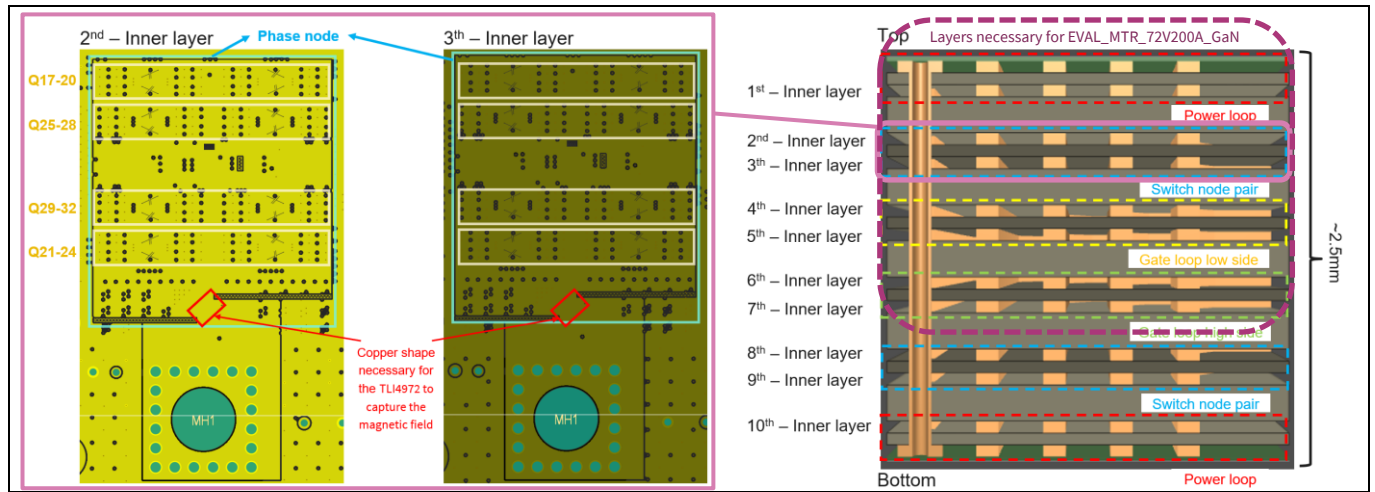 2nd – Inner layer
Phase node
3th – Inner layer
Q17-20
Q25-28
Q29-32
Q21-24
Copper shape
necessary for
the TLI4972 to
capture the
magnetic field
MH1
MH1
Top
Layers necessary for EVAL_MTR_72V200A_GaN
1st – Inner layer
Power loop
2nd – Inner layer
3th – Inner layer
Switch node pair
4th – Inner layer
5th – Inner layer
Gate loop low side
6th – Inner layer
7th – Inner layer
Gate loop high side
8th – Inner layer
9th – Inner layer
Switch node pair
10th – Inner layer
Bottom
Power loop
~2.5mm